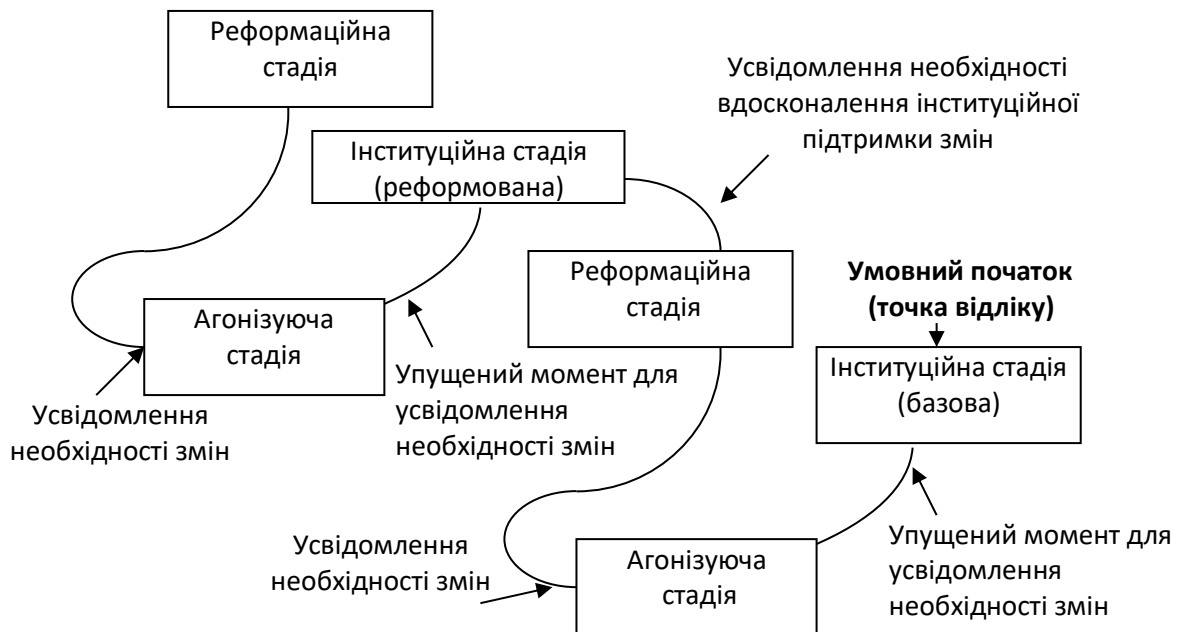 Реформаційна
стадія
Усвідомлення необхідності
вдосконалення інституційної
підтримки змін
Інституційна стадія
(реформована)
Реформаційна
стадія
Умовний початок
(точка відліку)
Агонізуюча
стадія
Інституційна стадія
(базова)
Упущений момент для
усвідомлення
необхідності змін
Усвідомлення
необхідності змін
Усвідомлення
необхідності змін
Агонізуюча
стадія
Упущений момент для
усвідомлення
необхідності змін